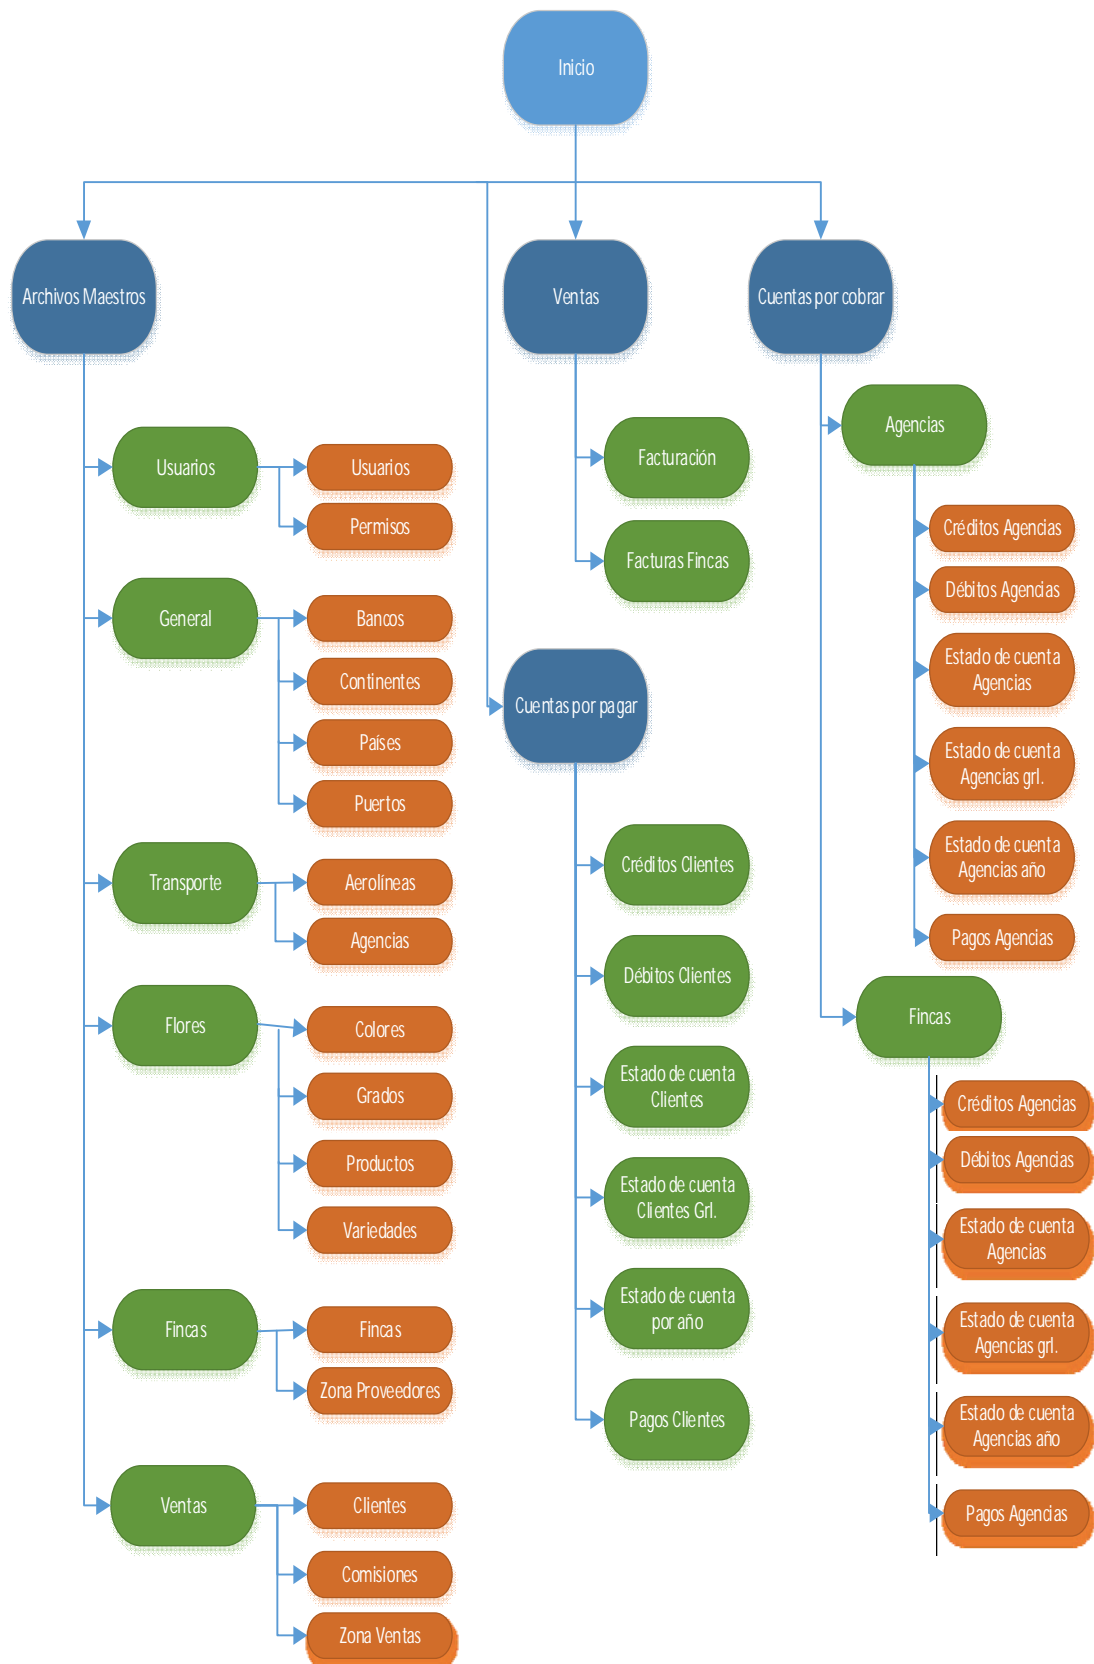 Inicio
Archivos Maestros
Usuarios
Usuarios
Permisos
General
Bancos
Continentes
Países
Puertos
Transporte
Aerolíneas
Agencias
Flores
Colores
Grados
Productos
Variedades
Fincas
Fincas
Zona Proveedores
Ventas
Clientes
Comisiones
Zona Ventas
Ventas
Facturación
Facturas Fincas
Cuentas por pagar
Créditos Clientes
Débitos Clientes
Estado de cuenta
Clientes
Estado de cuenta
Clientes Grl.
Estado de cuenta
por año
Pagos Clientes
Cuentas por cobrar
Agencias
Créditos Agencias
Débitos Agencias
Estado de cuenta
Agencias
Estado de cuenta
Agencias grl.
Estado de cuenta
Agencias año
Pagos Agencias
Fincas
Créditos Agencias
Débitos Agencias
Estado de cuenta
Agencias
Estado de cuenta
Agencias grl.
Estado de cuenta
Agencias año
Pagos Agencias